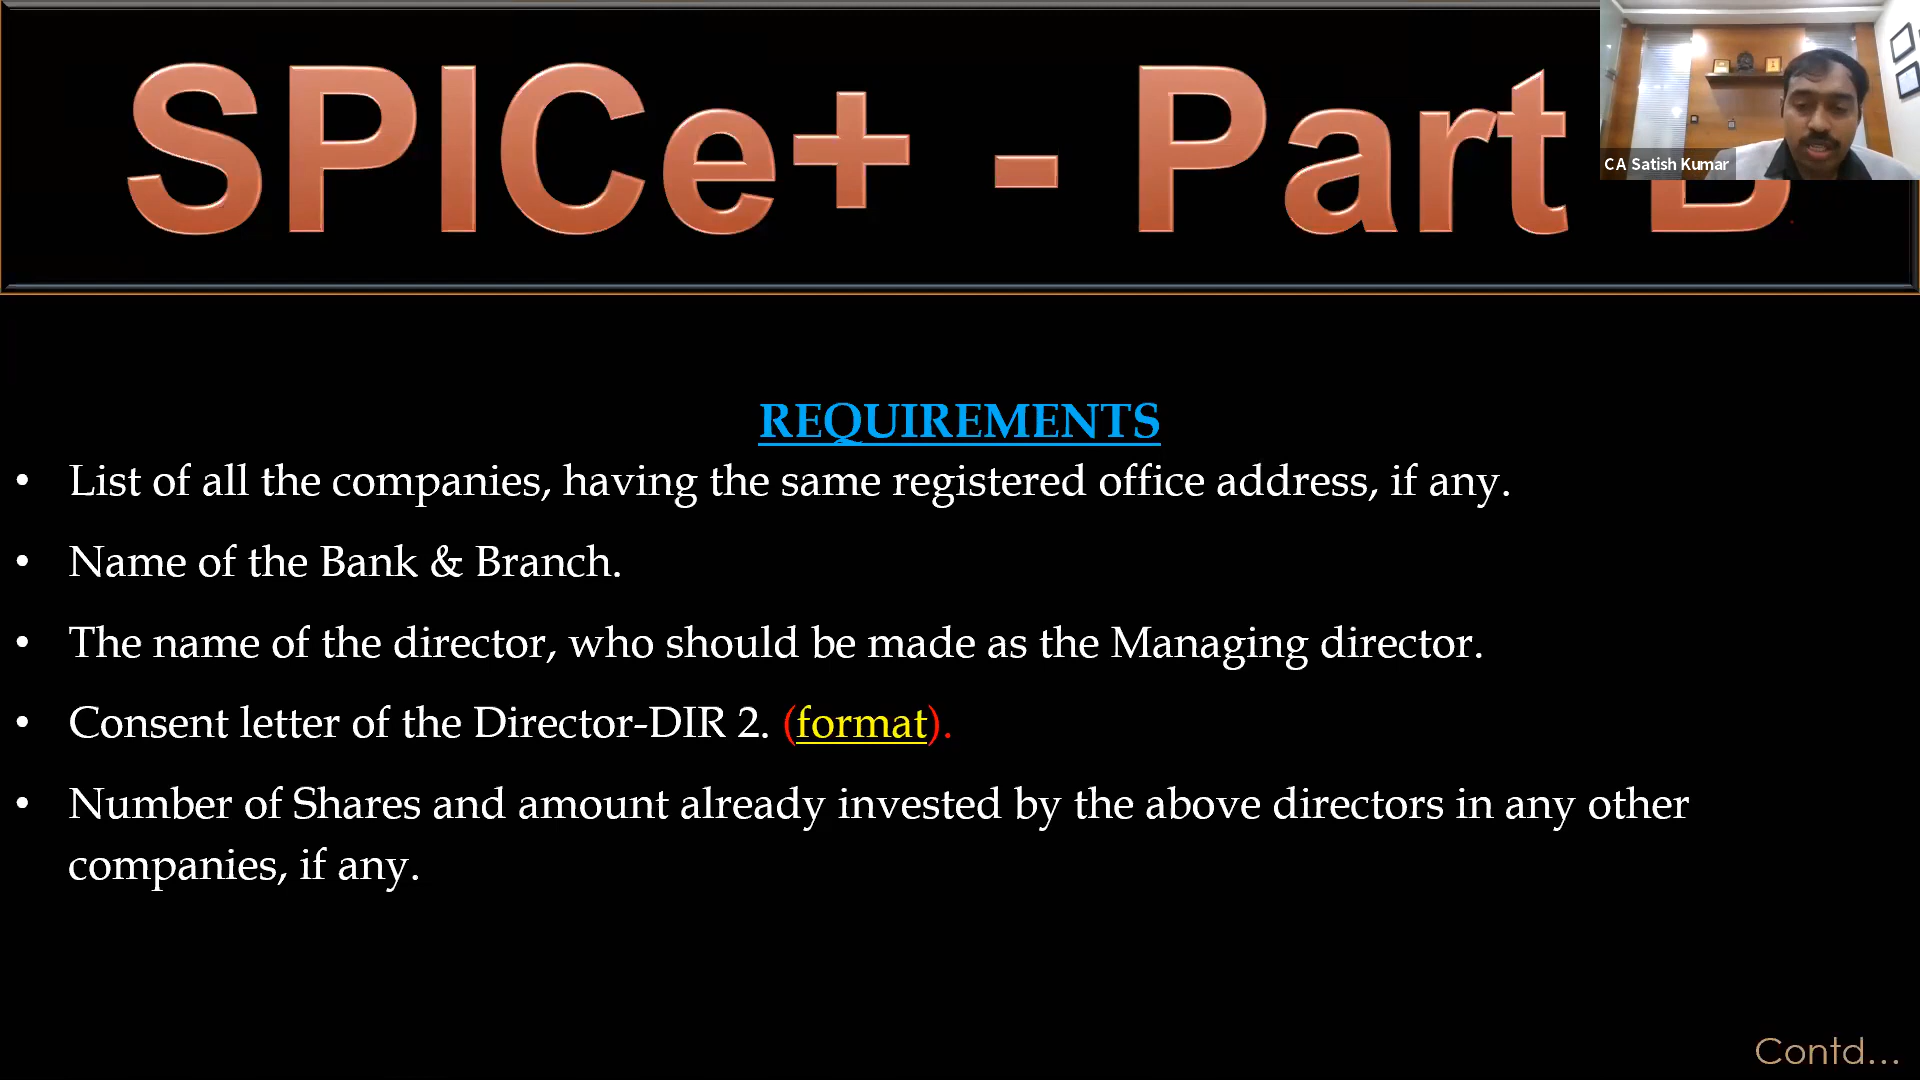 SPICe+ - Part B
CA Satish Kumar
REQUIREMENTS
• List of all the companies, having the same registered office address, if any.
• Name of the Bank & Branch.
• The name of the director, who should be made as the Managing director.
• Consent letter of the Director-DIR 2. (format).
• Number of Shares and amount already invested by the above directors in any other
companies, if any.
Contd...